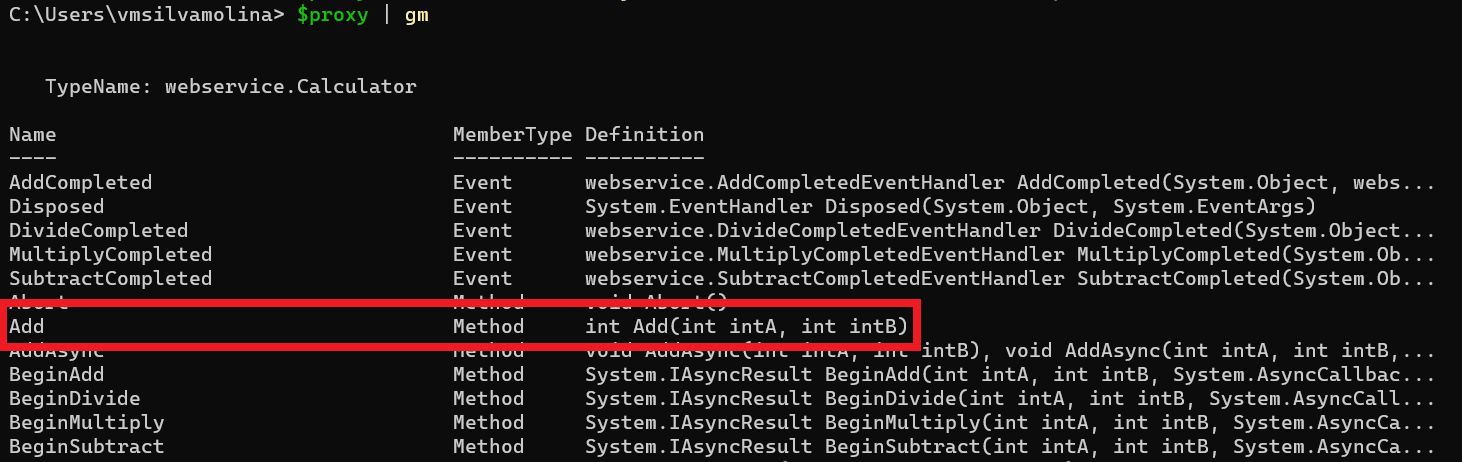 C:\Users\vmsilvamolina> $proxy | gm
TypeName: webservice.Calculator
Name MemberType Definition
---- ---------- ----------
AddCompleted Event webservice.AddCompletedEventHandler AddCompleted(System.Object, webs...
Disposed Event System.EventHandler Disposed(System.Object, System.EventArgs)
DivideCompleted Event webservice.DivideCompletedEventHandler DivideCompleted(System.Object...
MultiplyCompleted Event webservice.MultiplyCompletedEventHandler MultiplyCompleted(System.Ob...
SubtractCompleted Event webservice.SubtractCompletedEventHandler SubtractCompleted(System.Ob...
Abort Method void Abort()
Add Method int Add(int intA, int intB)
AddAsync Method void AddAsync(int intA, int intB), void AddAsync(int intA, int intB,...
BeginAdd Method System.IAsyncResult BeginAdd(int intA, int intB, System.AsyncCallbac...
BeginDivide Method System.IAsyncResult BeginDivide(int intA, int intB, System.AsyncCall...
BeginMultiply Method System.IAsyncResult BeginMultiply(int intA, int intB, System.AsyncCa...
BeginSubtract Method System.IAsyncResult BeginSubtract(int intA, int intB, System.AsyncCa...